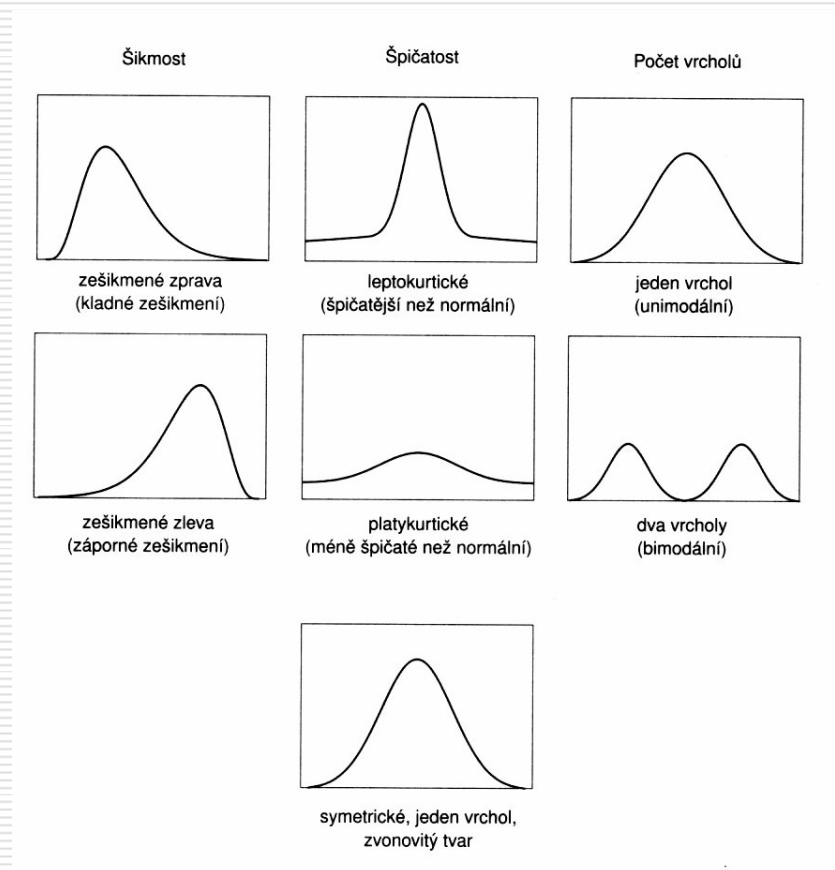 Šikmost
Špičatost
Počet vrcholů
zešikmené zprava
(kladné zešikmení)
leptokurtické
(špičatější než normální)
jeden vrchol
(unimodální)
zešikmené zleva
(záporné zešikmení)
platykurtické
(méně špičaté než normální)
dva vrcholy
(bimodální)
symetrické, jeden vrchol,
zvonovitý tvar